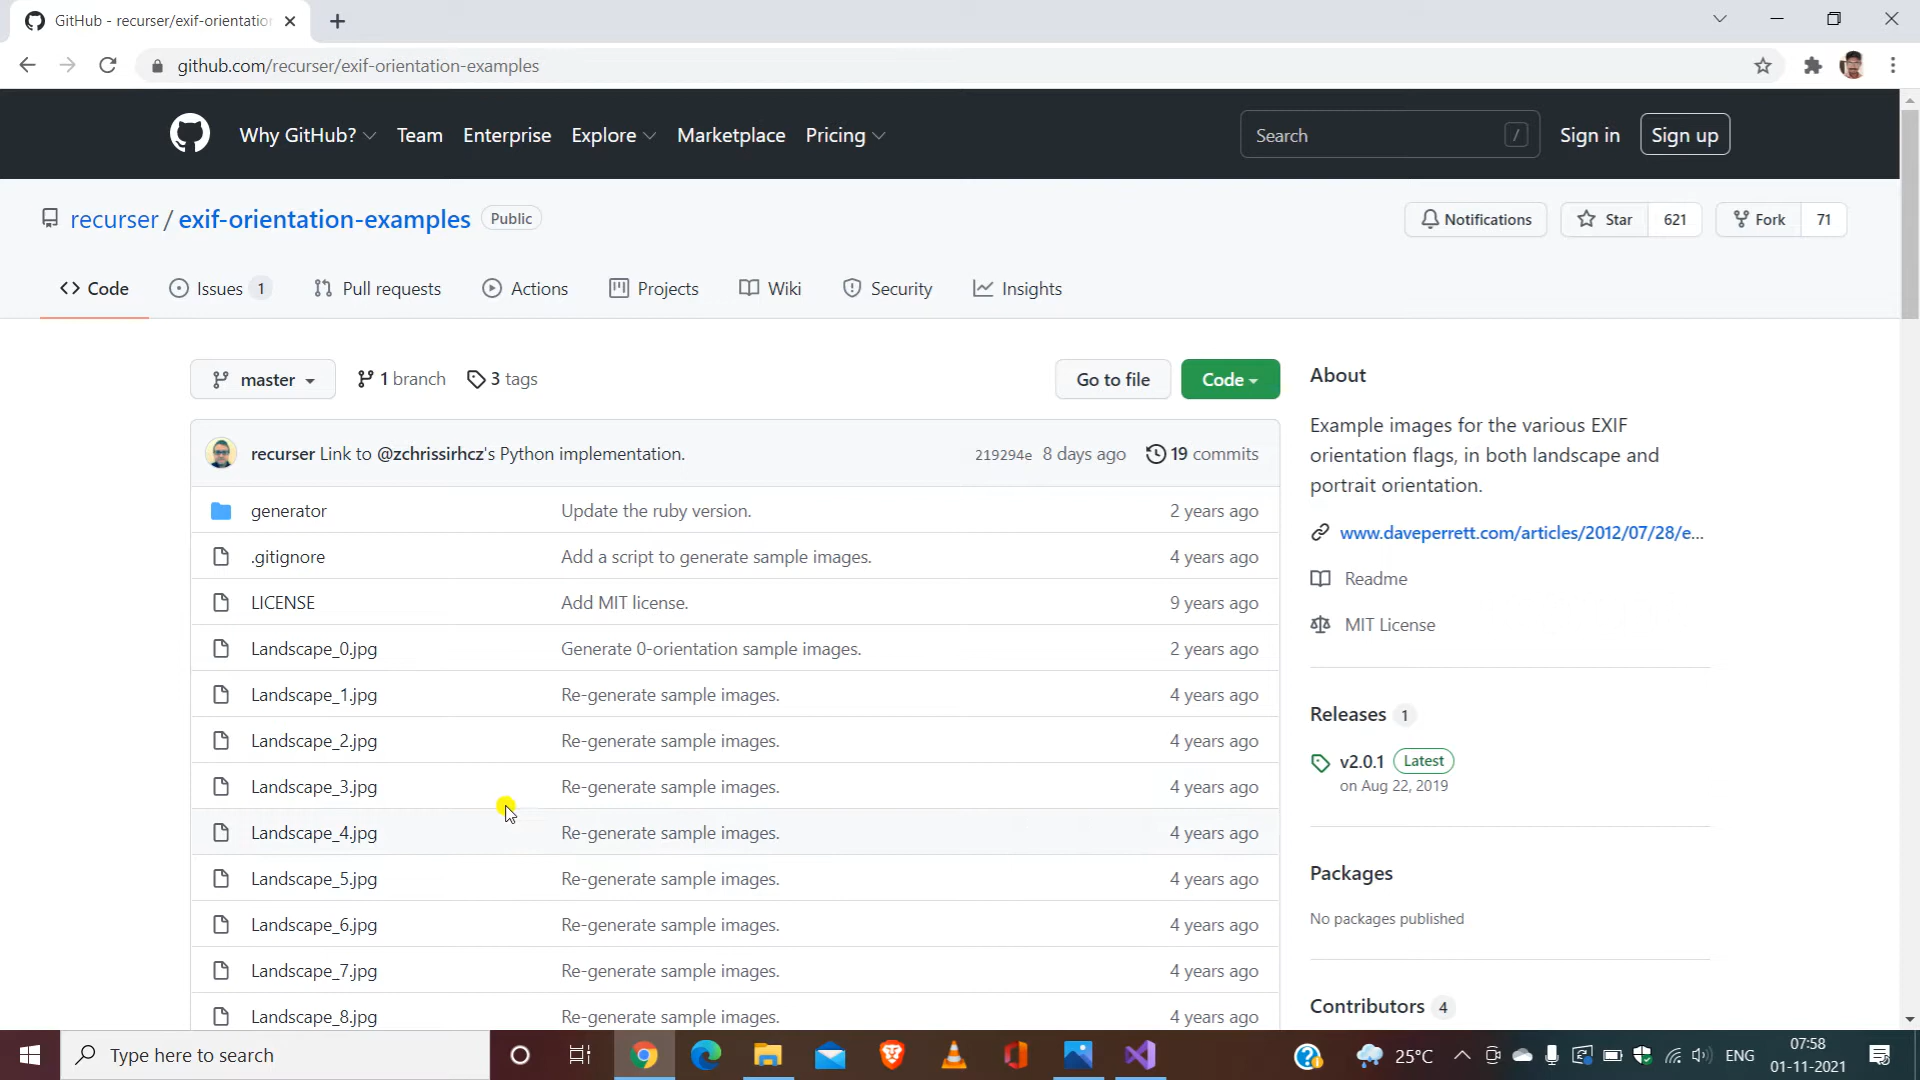 GitHub - recurser/exif-orientatio
github.com/recurser/exif-orientation-examples
Why GitHub? Team Enterprise Explore Marketplace Pricing Search / Sign in Sign up
recurser / exif-orientation-examples Public Notifications Star 621 Fork 71
Code Issues 1 Pull requests Actions Projects Wiki Security Insights
master 1 branch 3 tags Go to file Code
recurser Link to @zchrissirhcz's Python implementation. 219294e 8 days ago 19 commits
generator Update the ruby version. 2 years ago
.gitignore Add a script to generate sample images. 4 years ago
LICENSE Add MIT license. 9 years ago
Landscape_0.jpg Generate 0-orientation sample images. 2 years ago
Landscape_1.jpg Re-generate sample images. 4 years ago
Landscape_2.jpg Re-generate sample images. 4 years ago
Landscape_3.jpg Re-generate sample images. 4 years ago
Landscape_4.jpg Re-generate sample images. 4 years ago
Landscape_5.jpg Re-generate sample images. 4 years ago
Landscape_6.jpg Re-generate sample images. 4 years ago
Landscape_7.jpg Re-generate sample images. 4 years ago
Landscape_8.jpg Re-generate sample images. 4 years ago
About
Example images for the various EXIF
orientation flags, in both landscape and
portrait orientation.
www.daveperrett.com/articles/2012/07/28/e...
Readme
MIT License
Releases 1
v2.0.1 Latest
on Aug 22, 2019
Packages
No packages published
Contributors 4
Type here to search
25°C
ENG
07:58
01-11-2021